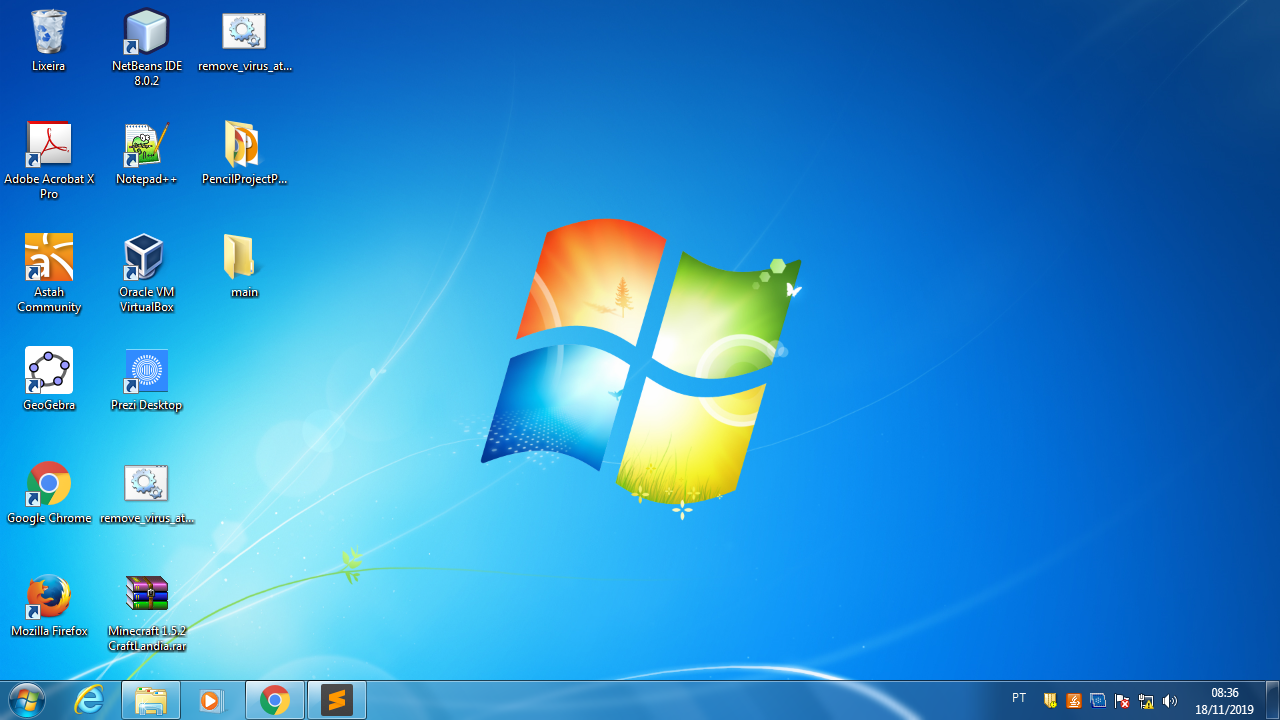 Lixeira
NetBeans IDE
8.0.2
remove_virus_at...
Adobe Acrobat X
Pro
Notepad++
PencilProjectP...
Astah
Community
Oracle VM
VirtualBox
main
GeoGebra
Prezi Desktop
Google Chrome
remove_virus_at...
Mozilla Firefox
Minecraft 1.5.2
CraftLandia.rar
PT
08:36
18/11/2019